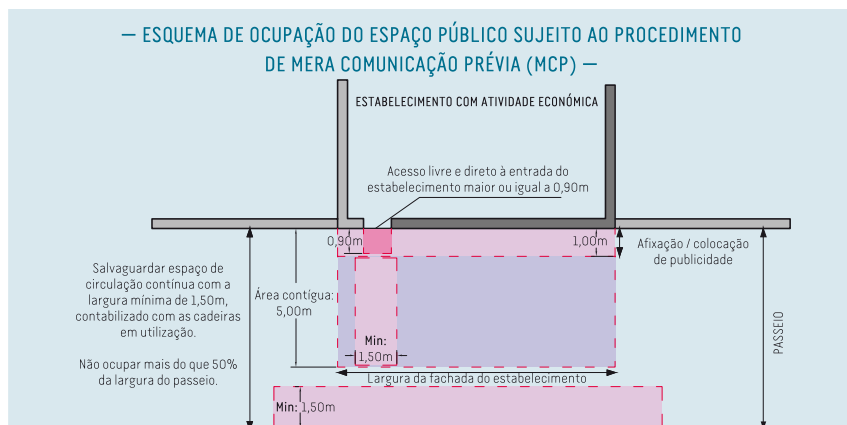 — ESQUEMA DE OCUPAÇÃO DO ESPAÇO PÚBLICO SUJEITO AO PROCEDIMENTO
DE MERA COMUNICAÇÃO PRÉVIA (MCP) —
ESTABELECIMENTO COM ATIVIDADE ECONÓMICA
Acesso livre e direto à entrada do
estabelecimento maior ou igual a 0,90m
0,90m
1,00m
Afixação / colocação
de publicidade
Salvaguardar espaço de
circulação contínua com a
largura mínima de 1,50m,
contabilizado com as cadeiras
em utilização.
Não ocupar mais do que 50%
da largura do passeio.
Área contígua:
5,00m
Min:
1,50m
PASSEIO
Largura da fachada do estabelecimento
Min: 1,50m